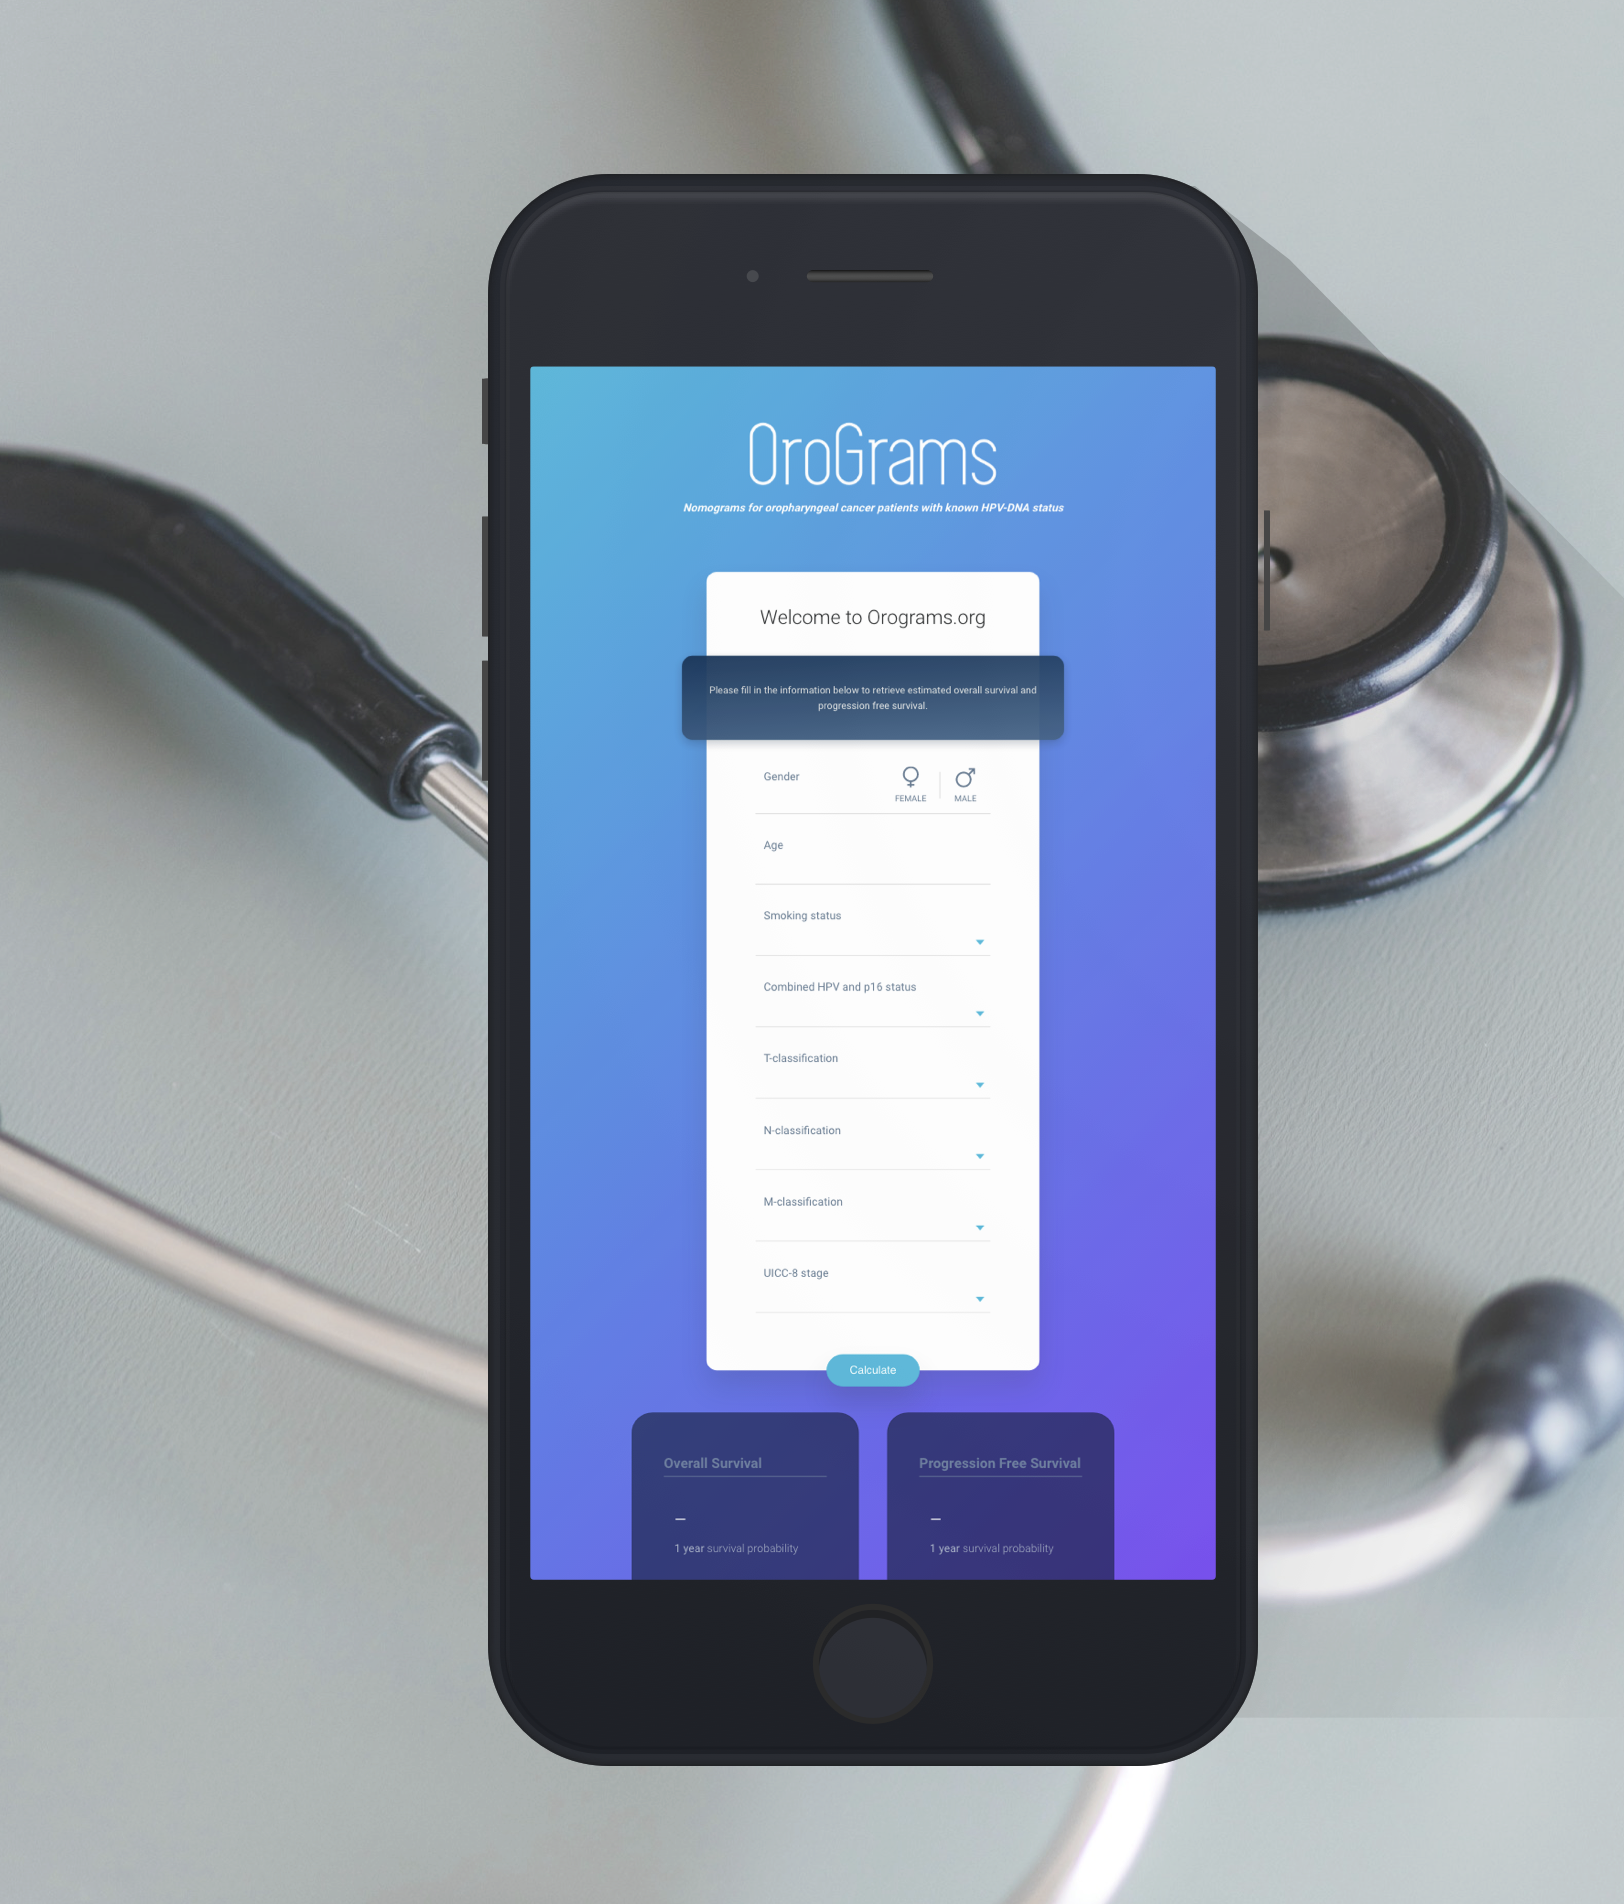 OroGrams
Nomograms for oropharyngeal cancer patients with known HPV-DNA status
Welcome to Orograms.org
Please fill in the information below to retrieve estimated overall survival and
progression free survival.
Gender
FEMALE
MALE
Age
Smoking status
Combined HPV and p16 status
T-classification
N-classification
M-classification
UICC-8 stage
Calculate
Overall Survival
Progression Free Survival
–
–
1 year survival probability
1 year survival probability